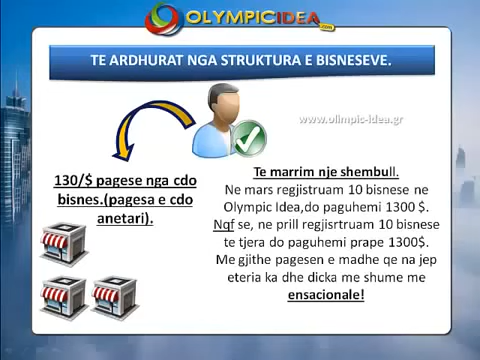 OLYMPICIDEA
.com
TE ARDHURAT NGA STRUKTURA E BISNESEVE.
www.olimpic-idea.gr
130/$ pagese nga cdo
bisnes.(pagesa e cdo
anetari).
Te marrim nje shembull.
Ne mars regjistruam 10 bisnese ne
Olympic Idea,do paguhemi 1300 $.
Nqf se, ne prill regjisrtruam 10 bisnese
te tjera do paguhemi prape 1300$.
Me gjithe pagesen e madhe qe na jep
eteria ka dhe dicka me shume me
ensacionale!